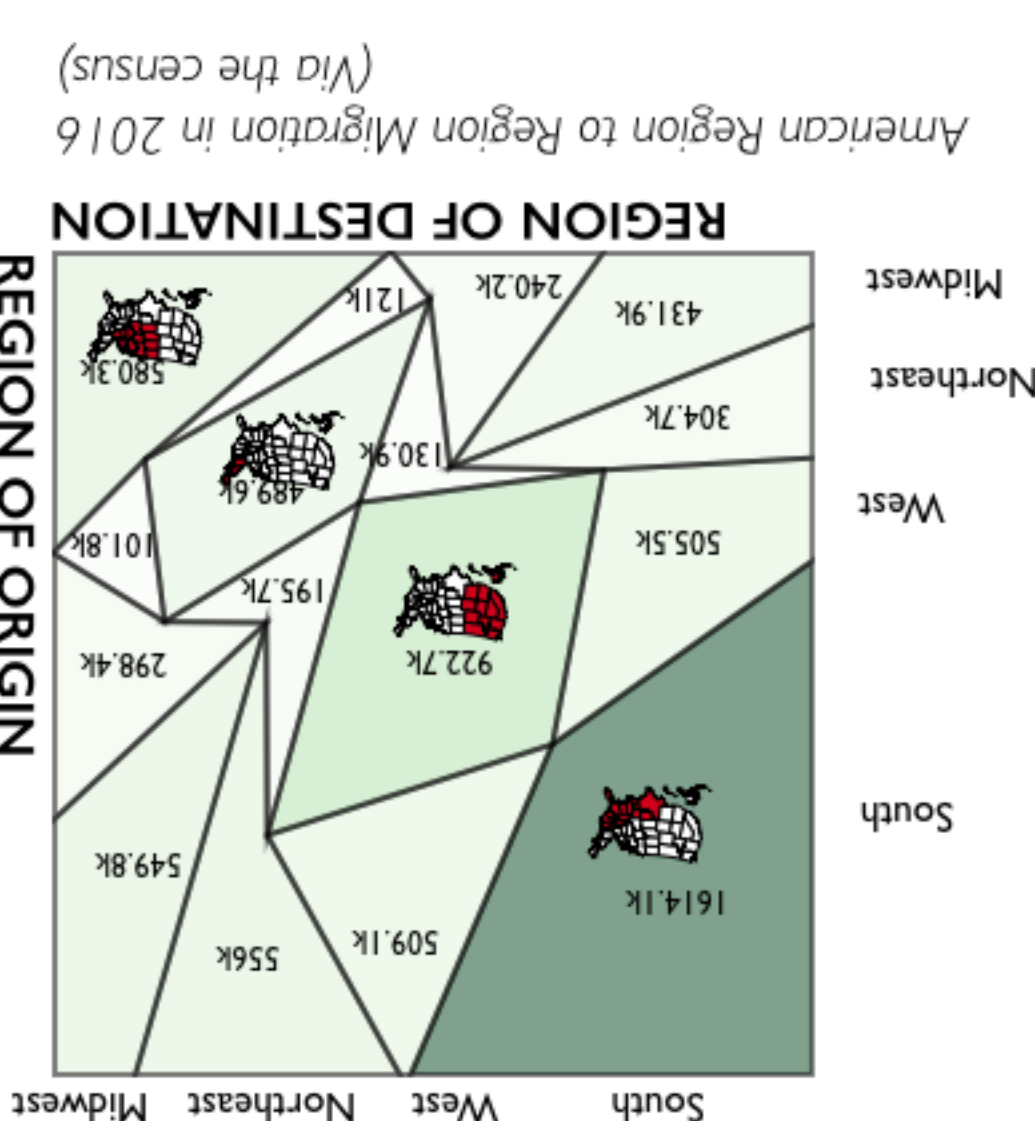 South West Northeast Midwest
South
1614.1k 509.1k 556k 549.8k
West
505.5k 922.7k 195.7k 298.4k
Northeast
304.7k 130.9k 489.6k 101.8k
Midwest
431.9k 240.2k 121k 580.3k
REGION OF ORIGIN
REGION OF DESTINATION
American Region to Region Migration in 2016
(Via the census)